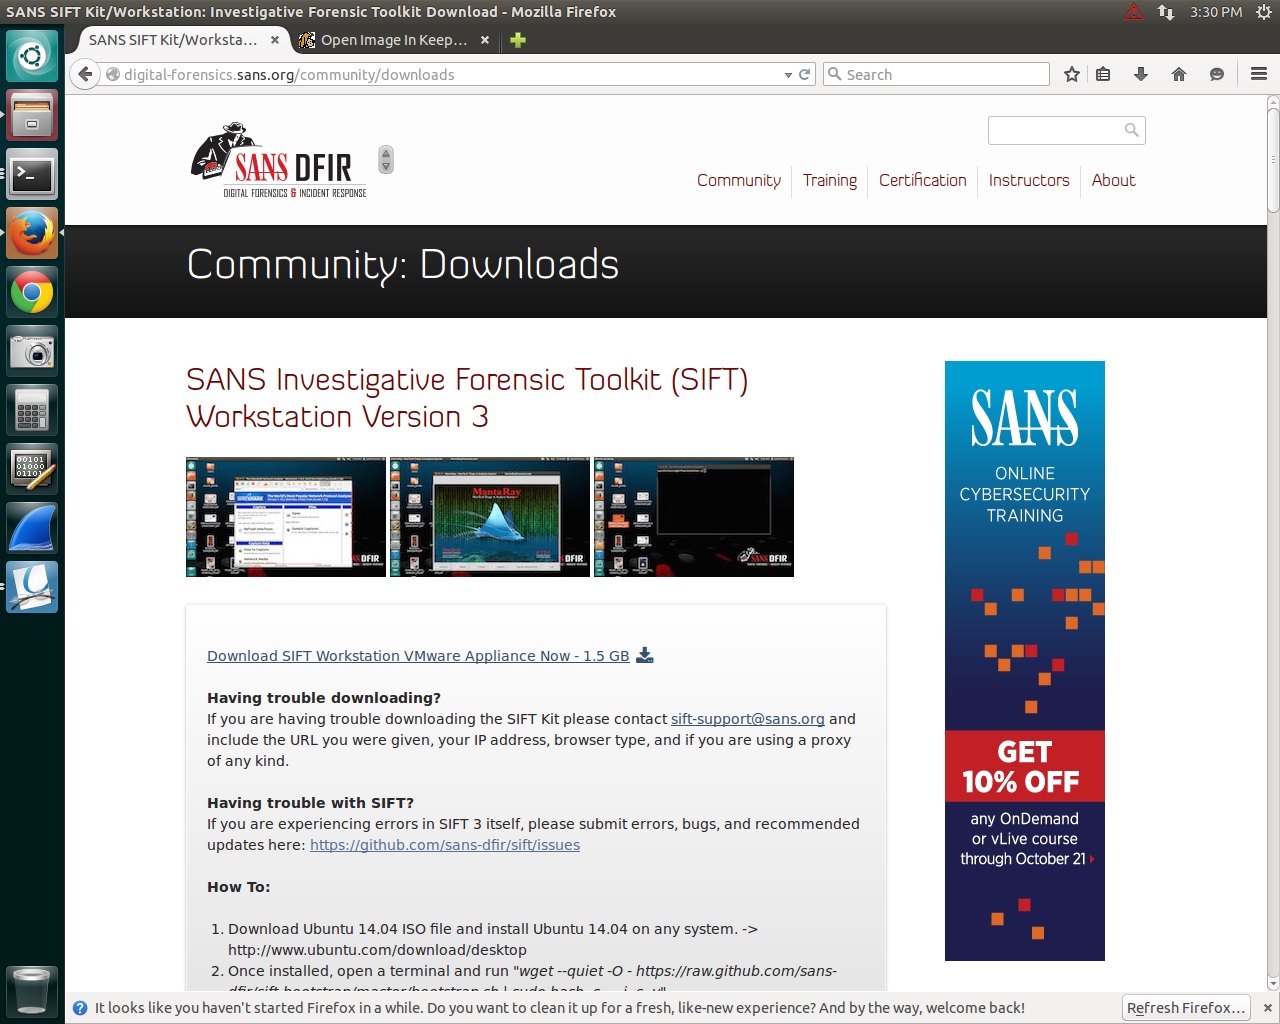 SANS SIFT Kit/Workstation: Investigative Forensic Toolkit Download - Mozilla Firefox
3:30 PM
SANS SIFT Kit/Worksta...
Open Image In Keep...
digital-forensics.sans.org/community/downloads
Search
SANS DFIR
DIGITAL FORENSICS & INCIDENT RESPONSE
Community
Training
Certification
Instructors
About
Community: Downloads
SANS Investigative Forensic Toolkit (SIFT)
Workstation Version 3
MantaRay
SANS DFIR
SANS
ONLINE
CYBERSECURITY
TRAINING
GET
10% OFF
any OnDemand
or vLive course
through October 21
Download SIFT Workstation VMware Appliance Now - 1.5 GB
Having trouble downloading?
If you are having trouble downloading the SIFT Kit please contact sift-support@sans.org and
include the URL you were given, your IP address, browser type, and if you are using a proxy
of any kind.
Having trouble with SIFT?
If you are experiencing errors in SIFT 3 itself, please submit errors, bugs, and recommended
updates here: https://github.com/sans-dfir/sift/issues
How To:
1. Download Ubuntu 14.04 ISO file and install Ubuntu 14.04 on any system. ->
http://www.ubuntu.com/download/desktop
2. Once installed, open a terminal and run "wget --quiet -O - https://raw.github.com/sans-
It looks like you haven't started Firefox in a while. Do you want to clean it up for a fresh, like-new experience? And by the way, welcome back!
Refresh Firefox...